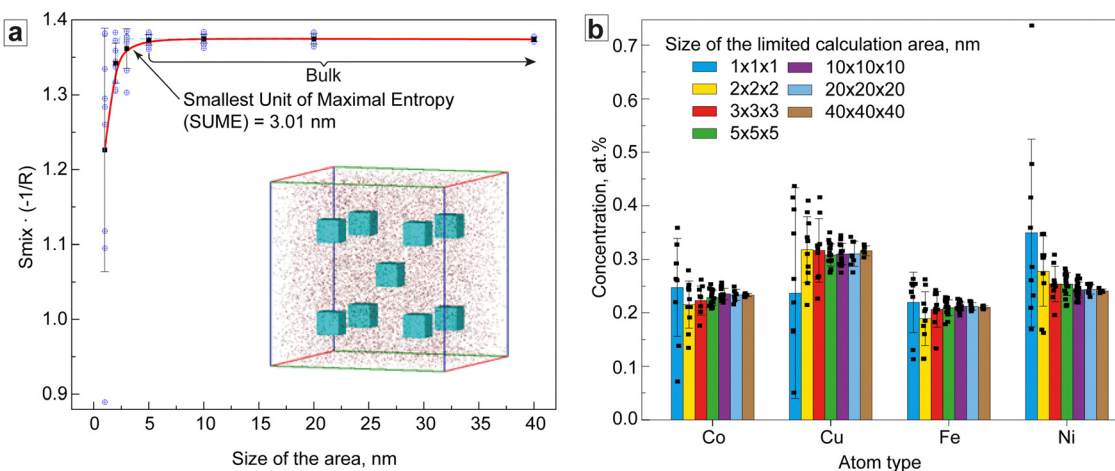 a
1.4
1.3
1.2
1.1
1.0
0.9
Smix · (-1/R)
Bulk
Smallest Unit of Maximal Entropy
(SUME) = 3.01 nm
0 5 10 15 20 25 30 35 40
Size of the area, nm
b
0.7
0.6
0.5
0.4
0.3
0.2
0.1
0.0
Concentration, at.%
Size of the limited calculation area, nm
1x1x1 10x10x10
2x2x2 20x20x20
3x3x3 40x40x40
5x5x5
Co Cu Fe Ni
Atom type